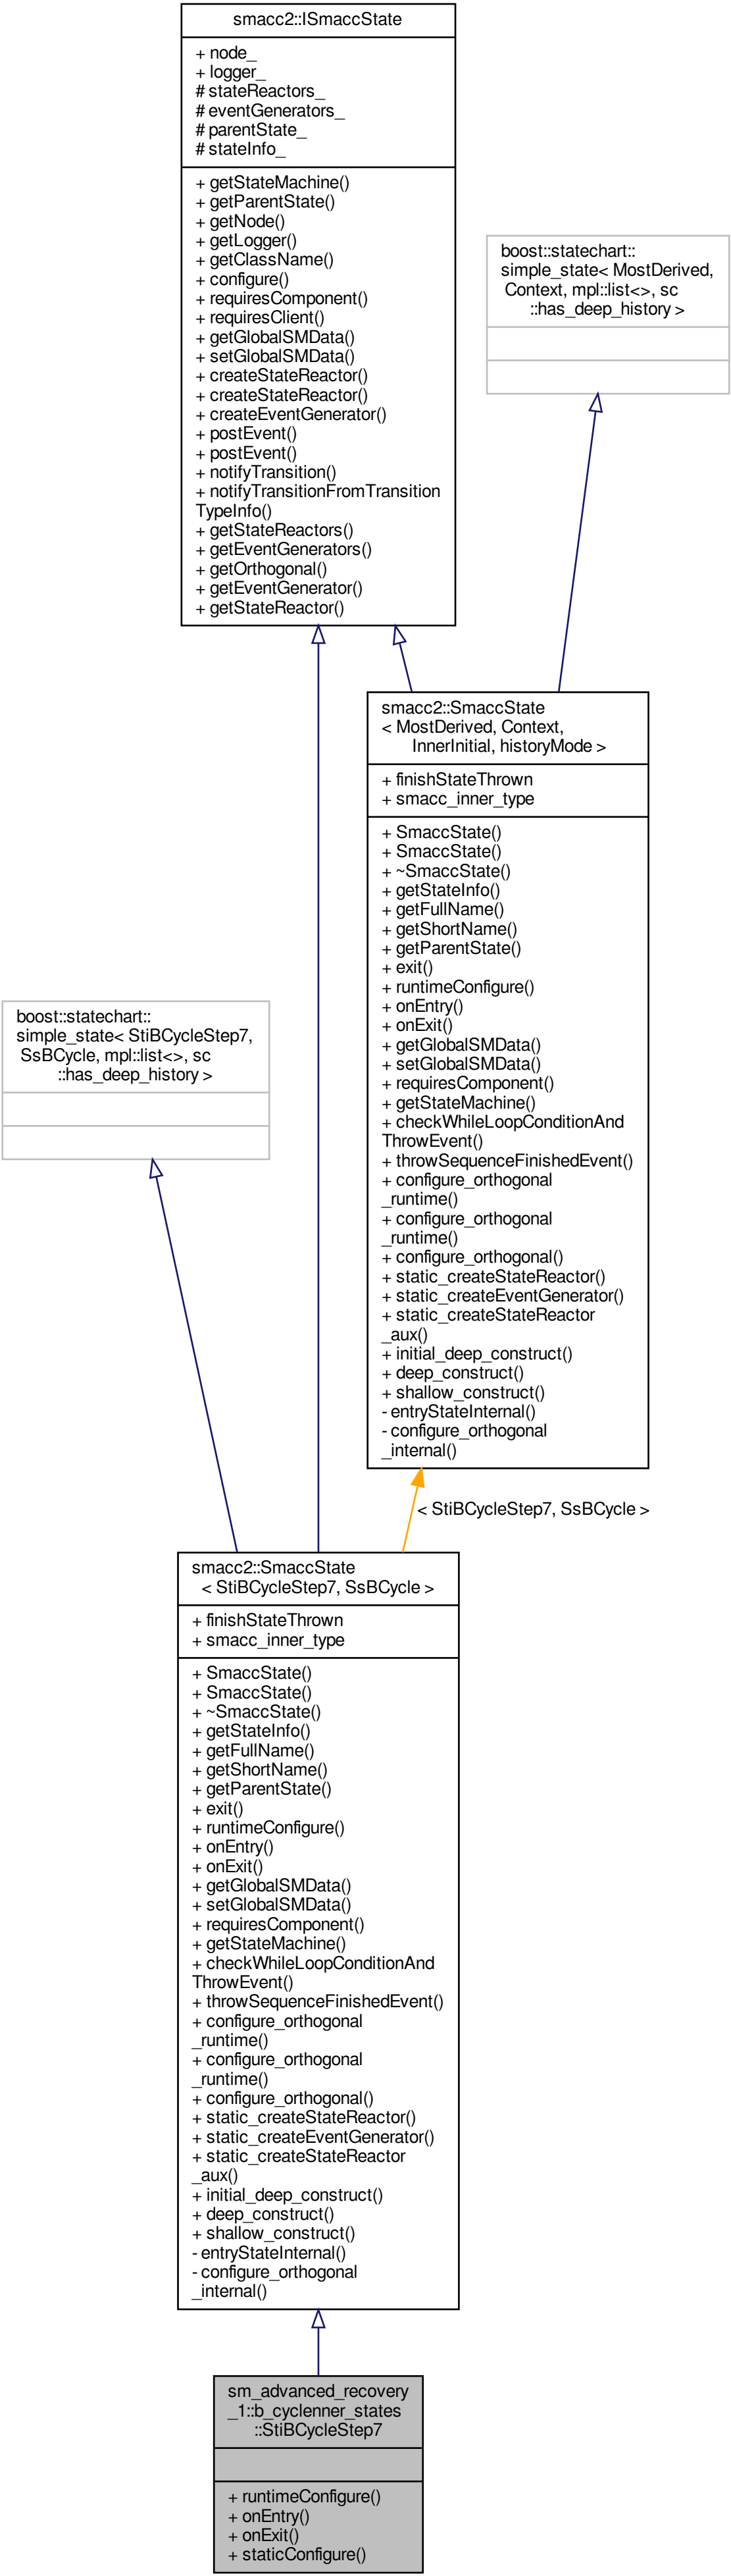 smacc2::ISmaccState
+ node_
+ logger_
# stateReactors_
# eventGenerators_
# parentState_
# stateInfo_
+ getStateMachine()
+ getParentState()
+ getNode()
+ getLogger()
+ getClassName()
+ configure()
+ requiresComponent()
+ requiresClient()
+ getGlobalSMData()
+ setGlobalSMData()
+ createStateReactor()
+ createStateReactor()
+ createEventGenerator()
+ postEvent()
+ postEvent()
+ notifyTransition()
+ notifyTransitionFromTransition
TypeInfo()
+ getStateReactors()
+ getEventGenerators()
+ getOrthogonal()
+ getEventGenerator()
+ getStateReactor()
boost::statechart::
simple_state< MostDerived,
Context, mpl::list<>, sc
::has_deep_history >
smacc2::SmaccState
< MostDerived, Context,
InnerInitial, historyMode >
+ finishStateThrown
+ smacc_inner_type
+ SmaccState()
+ SmaccState()
+ ~SmaccState()
+ getStateInfo()
+ getFullName()
+ getShortName()
+ getParentState()
+ exit()
+ runtimeConfigure()
+ onEntry()
+ onExit()
+ getGlobalSMData()
+ setGlobalSMData()
+ requiresComponent()
+ getStateMachine()
+ checkWhileLoopConditionAnd
ThrowEvent()
+ throwSequenceFinishedEvent()
+ configure_orthogonal
_runtime()
+ configure_orthogonal
_runtime()
+ configure_orthogonal()
+ static_createStateReactor()
+ static_createEventGenerator()
+ static_createStateReactor
_aux()
+ initial_deep_construct()
+ deep_construct()
+ shallow_construct()
- entryStateInternal()
- configure_orthogonal
_internal()
boost::statechart::
simple_state< StiBCycleStep7,
SsBCycle, mpl::list<>, sc
::has_deep_history >
< StiBCycleStep7, SsBCycle >
smacc2::SmaccState
< StiBCycleStep7, SsBCycle >
+ finishStateThrown
+ smacc_inner_type
+ SmaccState()
+ SmaccState()
+ ~SmaccState()
+ getStateInfo()
+ getFullName()
+ getShortName()
+ getParentState()
+ exit()
+ runtimeConfigure()
+ onEntry()
+ onExit()
+ getGlobalSMData()
+ setGlobalSMData()
+ requiresComponent()
+ getStateMachine()
+ checkWhileLoopConditionAnd
ThrowEvent()
+ throwSequenceFinishedEvent()
+ configure_orthogonal
_runtime()
+ configure_orthogonal
_runtime()
+ configure_orthogonal()
+ static_createStateReactor()
+ static_createEventGenerator()
+ static_createStateReactor
_aux()
+ initial_deep_construct()
+ deep_construct()
+ shallow_construct()
- entryStateInternal()
- configure_orthogonal
_internal()
sm_advanced_recovery
_1::b_cyclenner_states
::StiBCycleStep7
+ runtimeConfigure()
+ onEntry()
+ onExit()
+ staticConfigure()